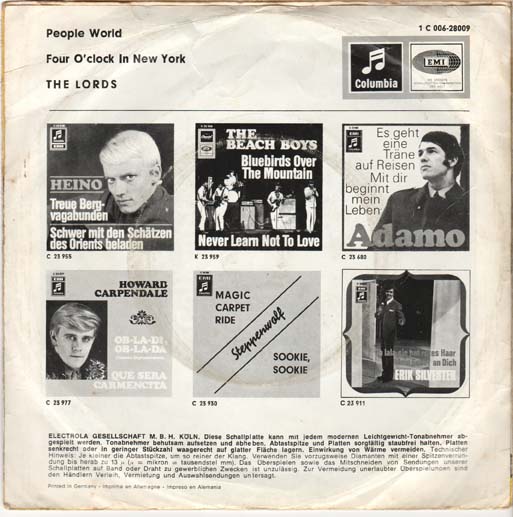 People World
1 C 006-28009
Four O'clock In New York
THE LORDS
Columbia
EMI
HEINO
Treue Berg-
vagabunden
Schwer mit den Schätzen
des Orients beladen
C 23 955
THE
BEACH BOYS
Bluebirds Over
The Mountain
Never Learn Not To Love
K 23 959
Es geht
eine
Träne
auf Reisen
Mit dir
beginnt
mein
Leben
Adamo
C 23 680
HOWARD
CARPENDALE
OB-LA-DI,
OB-LA-DA
QUE SERA
CARMENCITA
C 23 977
MAGIC
CARPET
RIDE
Steppenwolf
SOOKIE,
SOOKIE
C 23 930
EMI
Haar
an Dich
ERIK SILVESTER
C 23 911
ELECTROLA GESELLSCHAFT M. B. H. KÖLN. Diese Schallplatte kann mit jedem modernen Leichtgewicht-Tonabnehmer ab-
gespielt werden. Tonabnehmer behutsam aufsetzen und abheben. Abtastspitze und Platten sorgfältig staubfrei halten. Platten
senkrecht oder in geringer Stückzahl waagerecht auf glatter Fläche lagern. Einwirkung von Wärme vermeiden. Technischer
Hinweis: Je kleiner die Abtastspitze, um so reiner der Klang. Verwenden Sie vorzugsweise Diamanten mit einer Spitzenverrun-
dung bis herab zu 13 µ (µ = mikron = tausendstel mm). Das Überspielen sowie das Mitschneiden von Sendungen unserer
Schallplatten auf Band oder Draht zu gewerblichen Zwecken ist unzulässig. Zur Vermeidung unerlaubter Überspielungen sind
den Händlern Verleih, Vermietung und Auswahlsendungen untersagt.
Printed in Germany - Imprimé en Allemagne - Impreso en Alemania